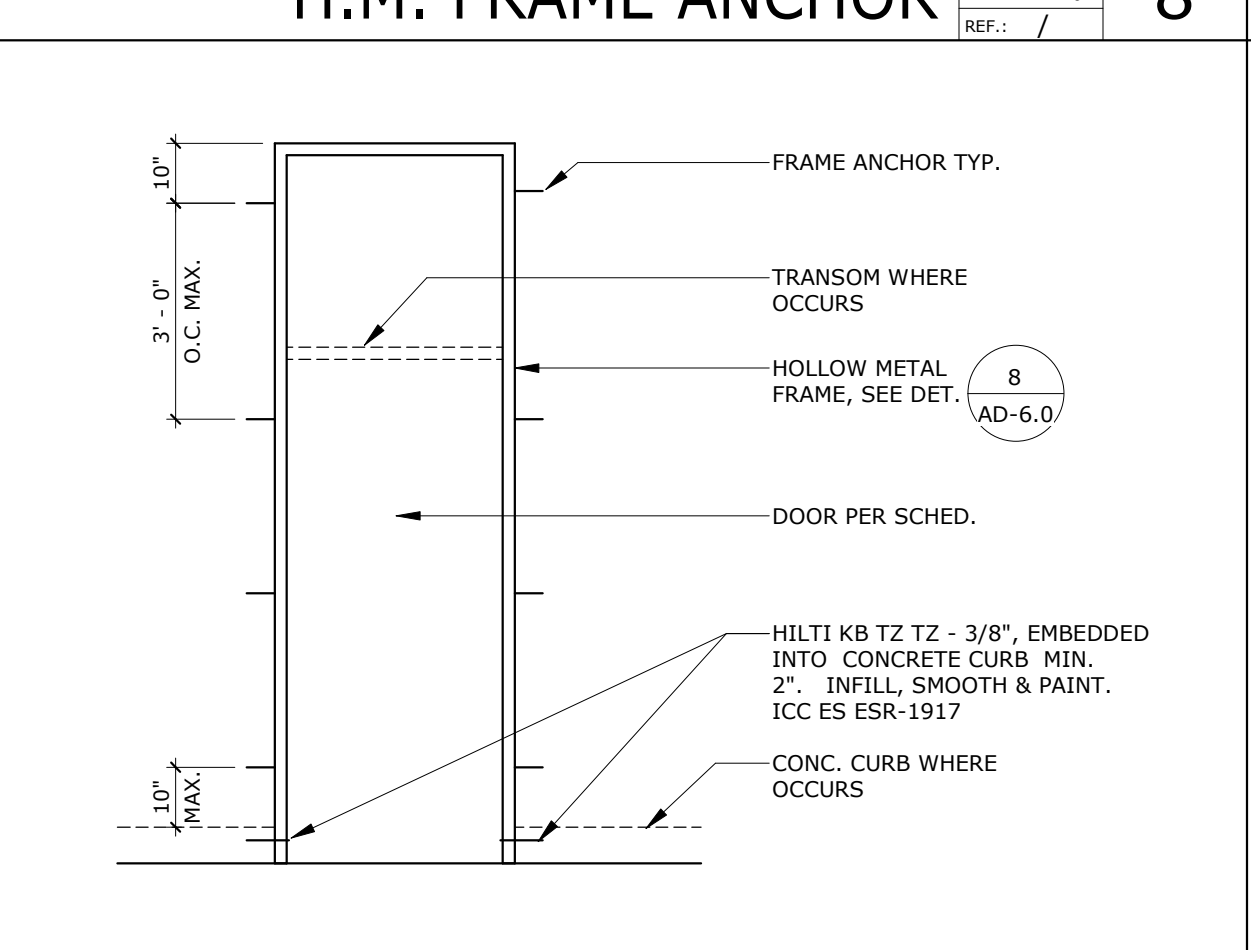 H.M. FRAME ANCHOR
8
REF.: /
10"
FRAME ANCHOR TYP.
3' - 0"
O.C. MAX.
TRANSOM WHERE
OCCURS
HOLLOW METAL
FRAME, SEE DET.
8
AD-6.0
DOOR PER SCHED.
HILTI KB TZ TZ - 3/8", EMBEDDED
INTO CONCRETE CURB MIN.
2". INFILL, SMOOTH & PAINT.
ICC ES ESR-1917
10"
MAX.
CONC. CURB WHERE
OCCURS